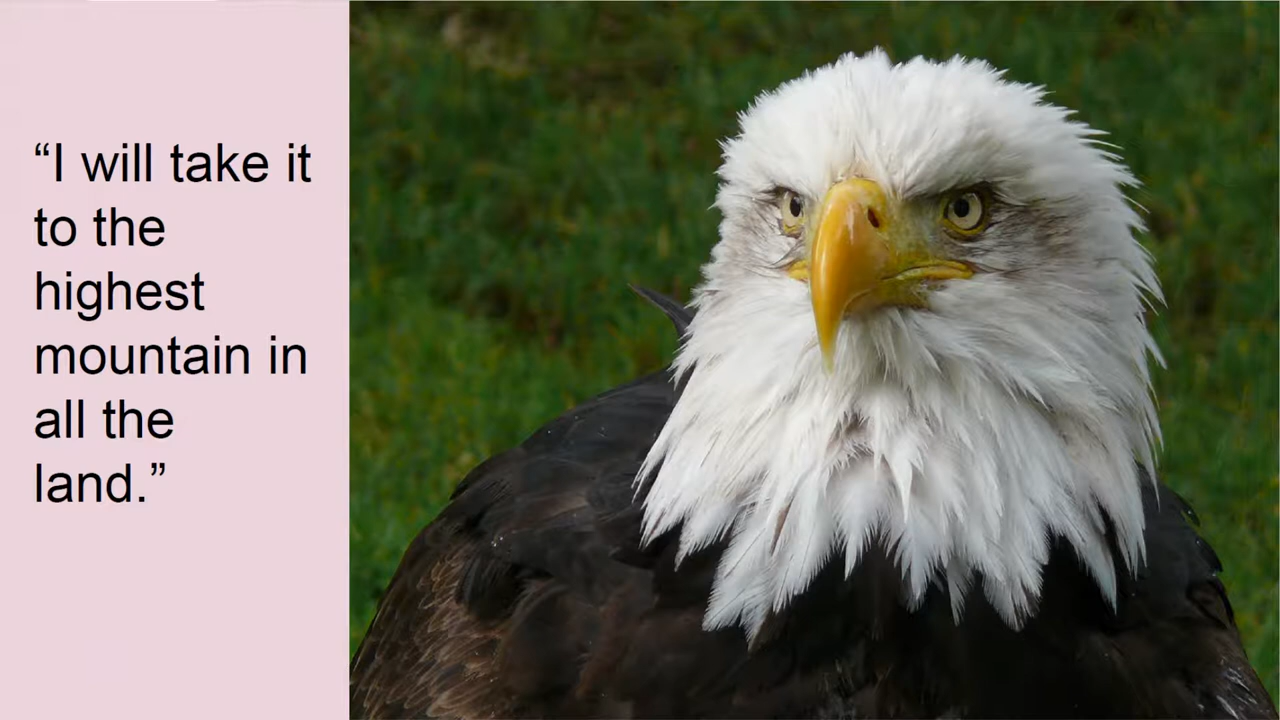 “I will take it
to the
highest
mountain in
all the
land.”